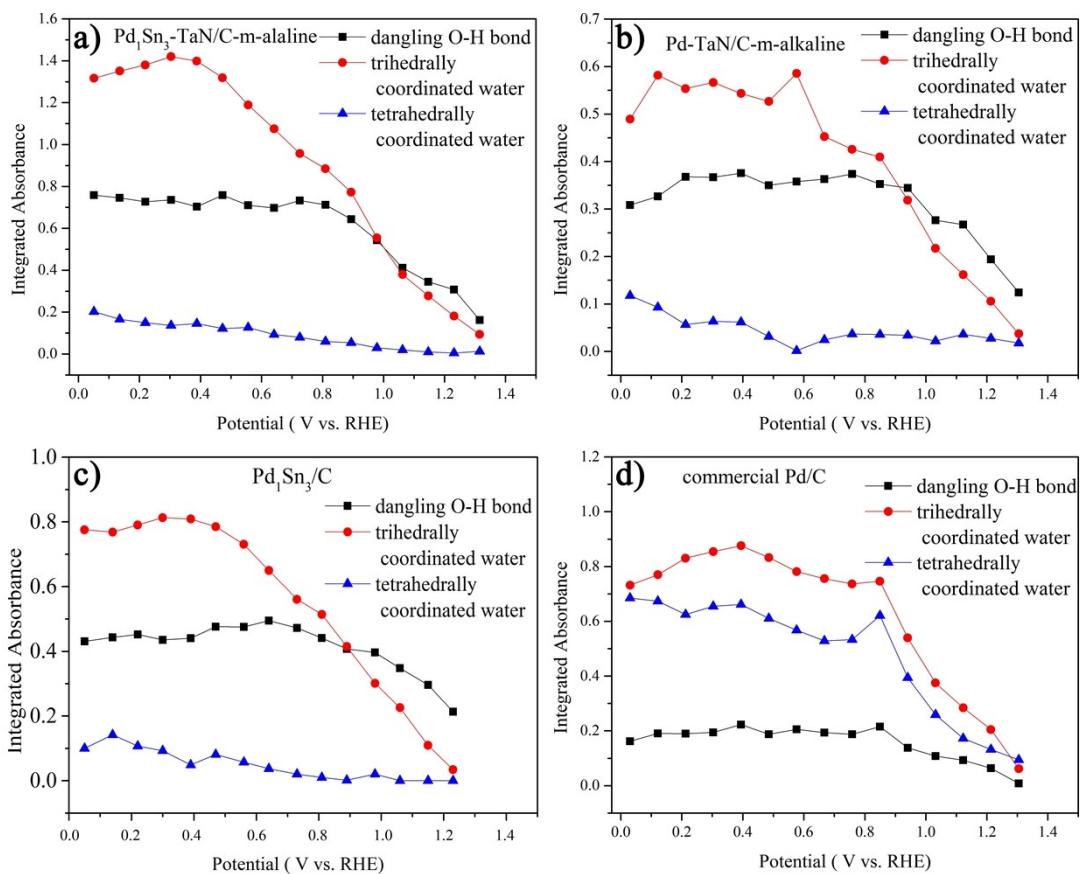 a)
Pd1Sn3-TaN/C-m-alaline
dangling O-H bond
trihedrally
coordinated water
tetrahedrally
coordinated water
1.6
1.4
1.2
1.0
0.8
0.6
0.4
0.2
0.0
Integrated Absorbance
0.0 0.2 0.4 0.6 0.8 1.0 1.2 1.4
Potential ( V vs. RHE)
b)
Pd-TaN/C-m-alkaline
dangling O-H bond
trihedrally
coordinated water
tetrahedrally
coordinated water
0.7
0.6
0.5
0.4
0.3
0.2
0.1
0.0
Integrated Absorbance
0.0 0.2 0.4 0.6 0.8 1.0 1.2 1.4
Potential ( V vs. RHE)
c)
Pd1Sn3/C
dangling O-H bond
trihedrally
coordinated water
tetrahedrally
coordinated water
1.0
0.8
0.6
0.4
0.2
0.0
Integrated Absorbance
0.0 0.2 0.4 0.6 0.8 1.0 1.2 1.4
Potential ( V vs. RHE)
d)
commercial Pd/C
dangling O-H bond
trihedrally
coordinated water
tetrahedrally
coordinated water
1.2
1.0
0.8
0.6
0.4
0.2
0.0
Integrated Absorbance
0.0 0.2 0.4 0.6 0.8 1.0 1.2 1.4
Potential ( V vs. RHE)